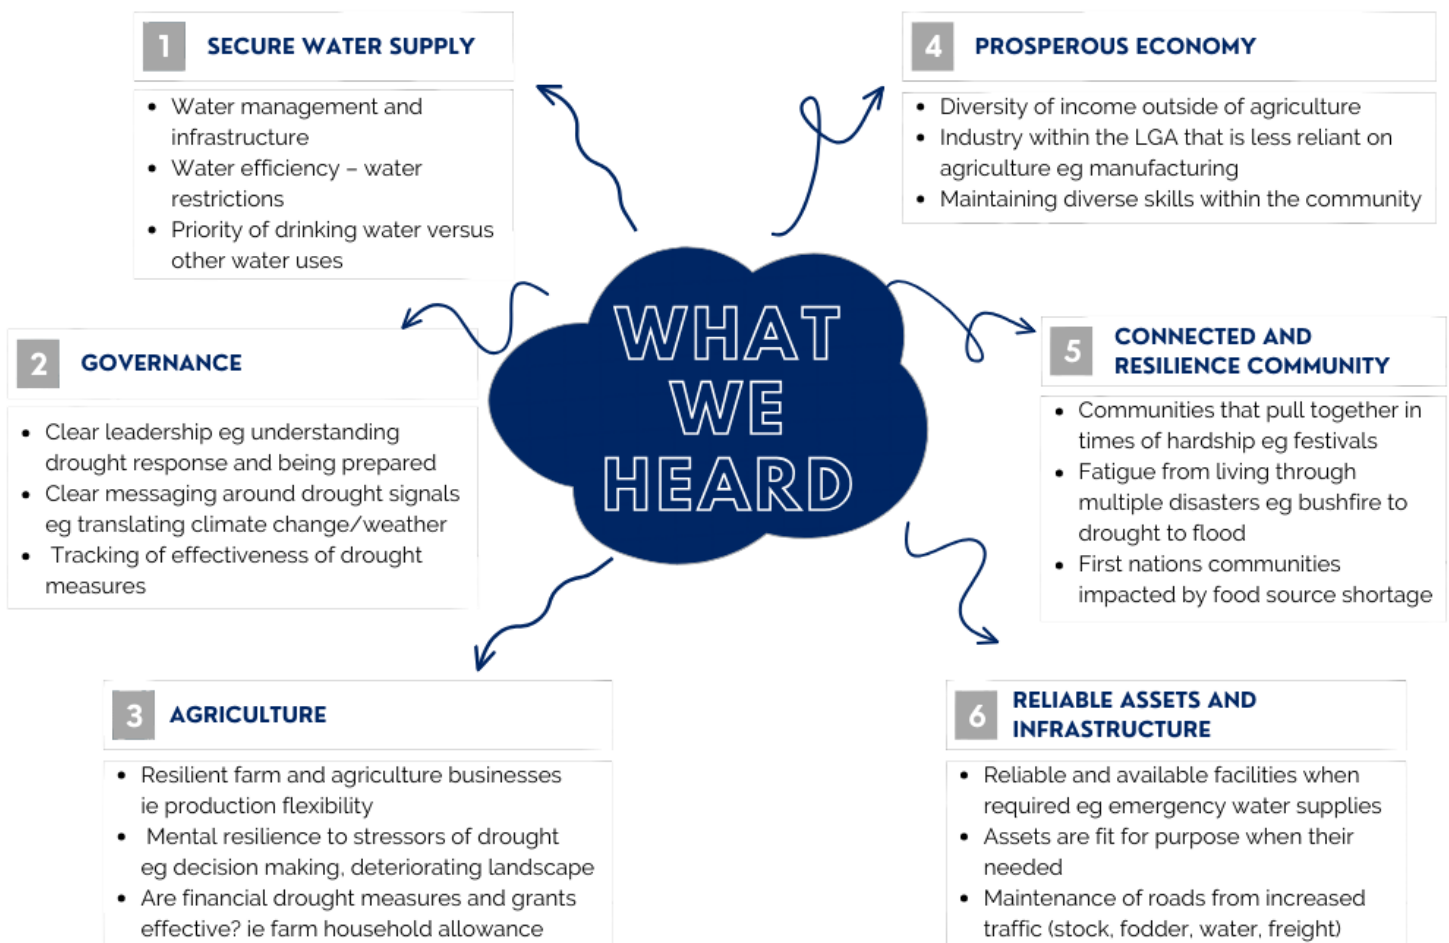 1 SECURE WATER SUPPLY
• Water management and
infrastructure
• Water efficiency – water
restrictions
• Priority of drinking water versus
other water uses
2 GOVERNANCE
• Clear leadership eg understanding
drought response and being prepared
• Clear messaging around drought signals
eg translating climate change/weather
• Tracking of effectiveness of drought
measures
3 AGRICULTURE
• Resilient farm and agriculture businesses
ie production flexibility
• Mental resilience to stressors of drought
eg decision making, deteriorating landscape
• Are financial drought measures and grants
effective? ie farm household allowance
WHAT
WE
HEARD
4 PROSPEROUS ECONOMY
• Diversity of income outside of agriculture
• Industry within the LGA that is less reliant on
agriculture eg manufacturing
• Maintaining diverse skills within the community
5 CONNECTED AND
RESILIENCE COMMUNITY
• Communities that pull together in
times of hardship eg festivals
• Fatigue from living through
multiple disasters eg bushfire to
drought to flood
• First nations communities
impacted by food source shortage
6 RELIABLE ASSETS AND
INFRASTRUCTURE
• Reliable and available facilities when
required eg emergency water supplies
• Assets are fit for purpose when their
needed
• Maintenance of roads from increased
traffic (stock, fodder, water, freight)